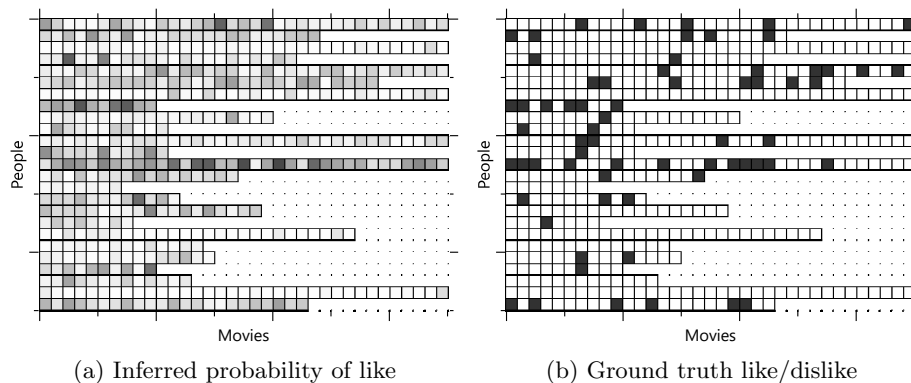 People
Movies
(a) Inferred probability of like
People
Movies
(b) Ground truth like/dislike